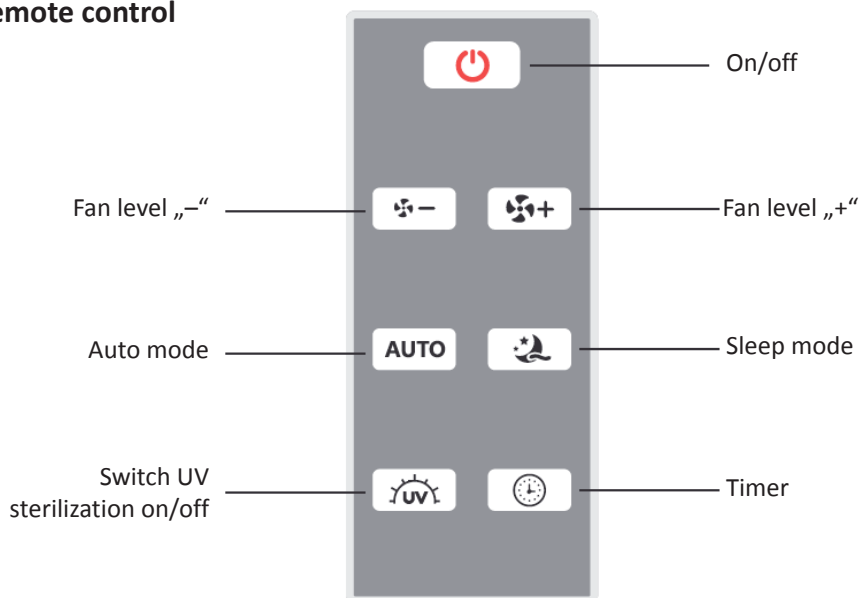 emote control
On/off
Fan level „–“
Fan level „+“
Auto mode
AUTO
Sleep mode
Switch UV
sterilization on/off
UV
Timer